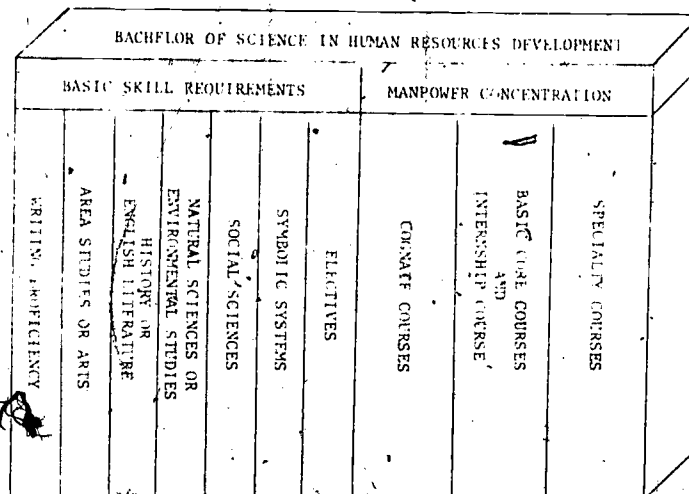 BACHELOR OF SCIENCE IN HUMAN RESOURCES DEVELOPMENT
BASIC SKILL REQUIREMENTS
MANPOWER CONCENTRATION
WRITING PROFICIENCY
AREA STUDIES OR ARTS
HISTORY OR
ENGLISH LITERATURE
NATURAL SCIENCES OR
ENVIRONMENTAL STUDIES
SOCIAL SCIENCES
SYMBOLIC SYSTEMS
ELECTIVES
COGNATE COURSES
BASIC CORE COURSES
AND
INTERNSHIP COURSE
SPECIALTY COURSES